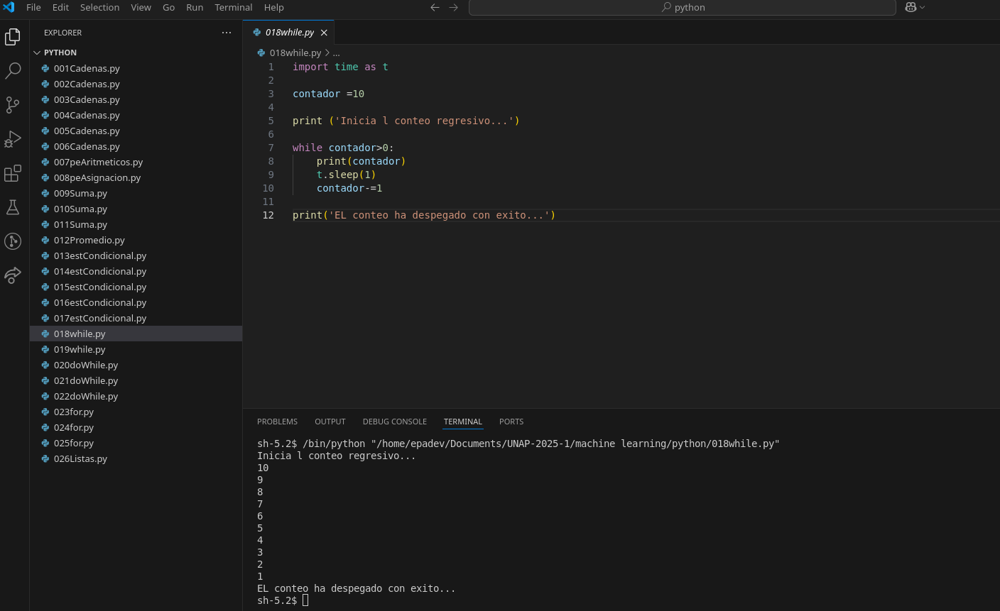 File Edit Selection View Go Run Terminal Help
python
EXPLORER ...
PYTHON
001Cadenas.py
002Cadenas.py
003Cadenas.py
004Cadenas.py
005Cadenas.py
006Cadenas.py
007peAritmeticos.py
008peAsignacion.py
009Suma.py
010Suma.py
011Suma.py
012Promedio.py
013estCondicional.py
014estCondicional.py
015estCondicional.py
016estCondicional.py
017estCondicional.py
018while.py
019while.py
020doWhile.py
021doWhile.py
022doWhile.py
023for.py
024for.py
025for.py
026Listas.py
018while.py
018while.py > ...
1 import time as t
2
3 contador =10
4
5 print ('Inicia l conteo regresivo...')
6
7 while contador>0:
8     print(contador)
9     t.sleep(1)
10     contador-=1
11
12 print('EL conteo ha despegado con exito...')
PROBLEMS OUTPUT DEBUG CONSOLE TERMINAL PORTS
sh-5.2$ /bin/python "/home/epadev/Documents/UNAP-2025-1/machine learning/python/018while.py"
Inicia l conteo regresivo...
10
9
8
7
6
5
4
3
2
1
EL conteo ha despegado con exito...
sh-5.2$